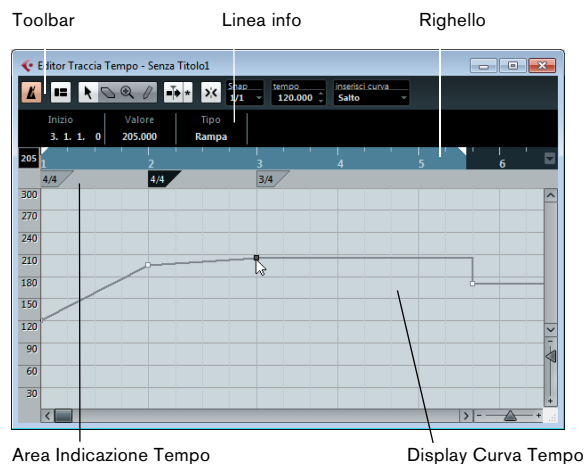 Toolbar Linea info Righello
Editor Traccia Tempo - Senza Titolo1
Snap tempo inserisci curva
1/1 120.000 Salto
Inizio Valore Tipo
3. 1. 1. 0 205.000 Rampa
205 1 2 3 4 5 6
4/4 4/4 3/4
300
270
240
210
180
150
120
90
60
30
Area Indicazione Tempo Display Curva Tempo